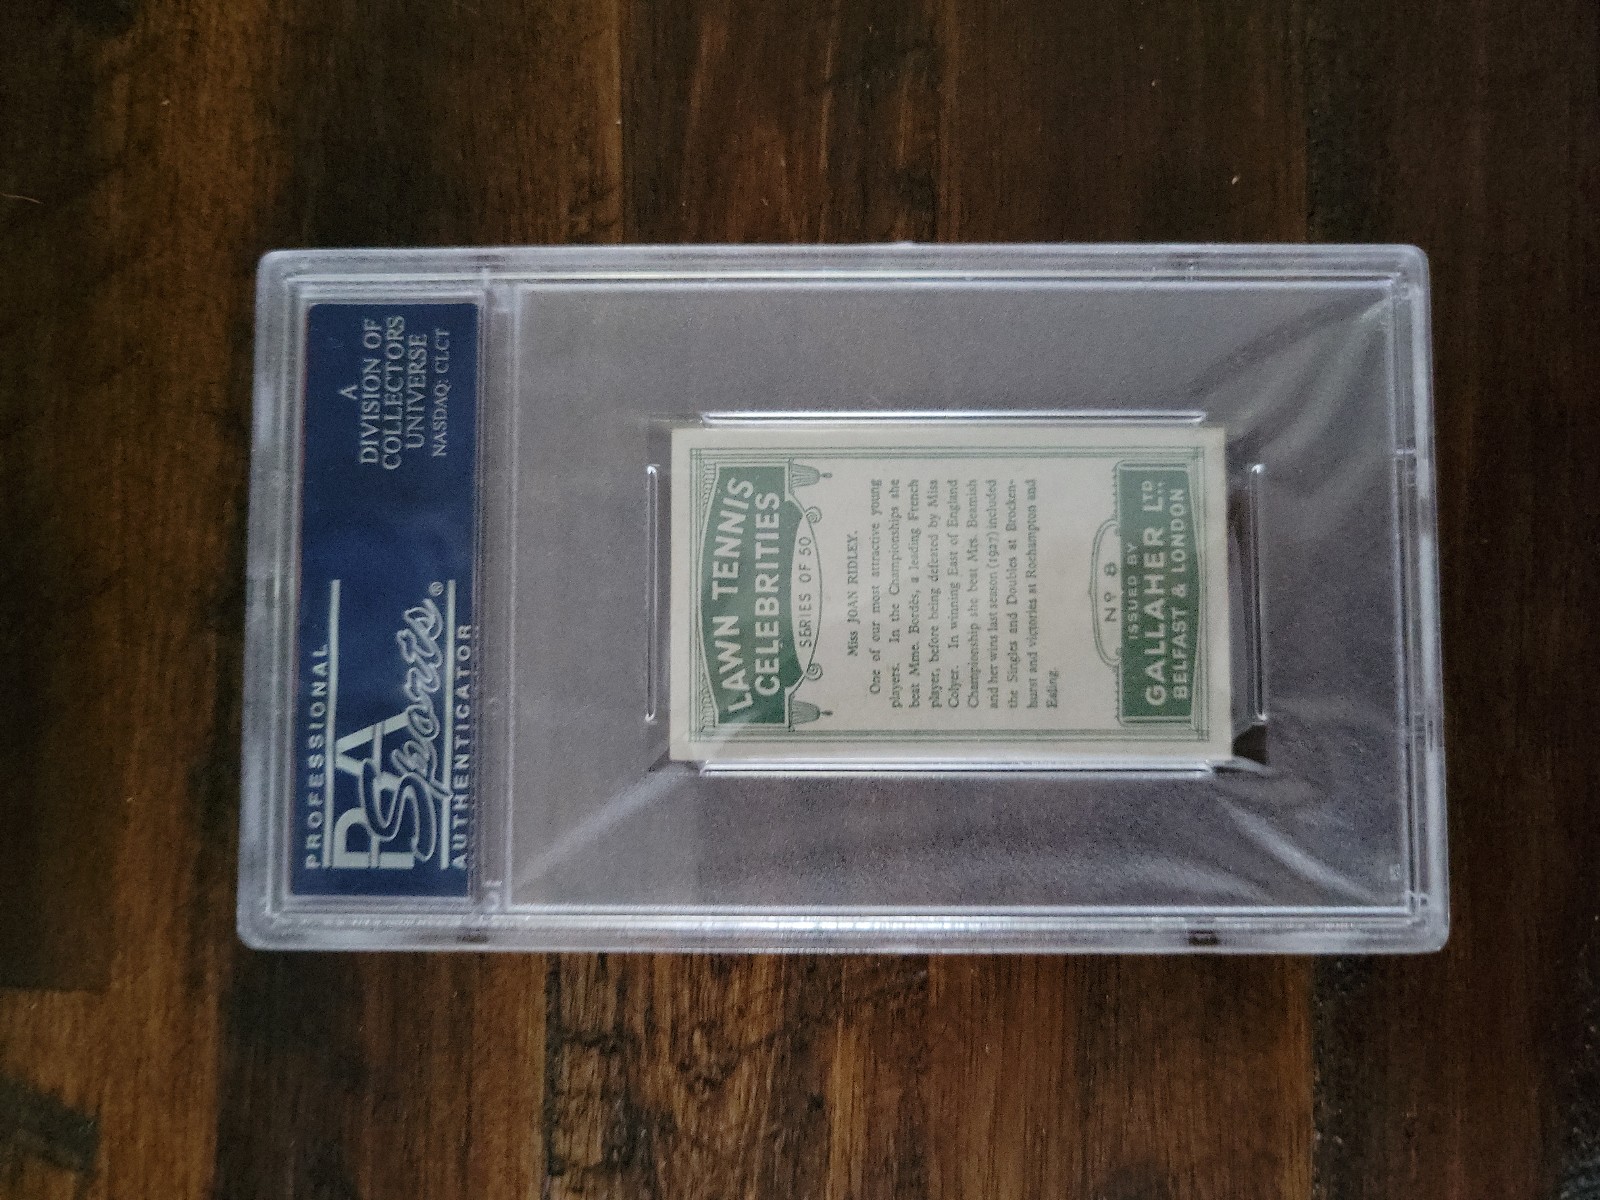 PROFESSIONAL
PSA
Sports®
AUTHENTICATOR
A
DIVISION OF
COLLECTORS
UNIVERSE
NASDAQ: CLCT
LAWN TENNIS
CELEBRITIES
SERIES OF 50
Miss JOAN RIDLEY.
One of our most attractive young
players. In the Championships she
beat Mme. Bordes, a leading French
player, before being defeated by Miss
Colyer. In winning East of England
Championship she beat Mrs. Beamish
and her wins last season (1927) included
the Singles and Doubles at Brocken-
hurst and victories at Roehampton and
Ealing.
Nº 8
ISSUED BY
GALLAHER LTD
BELFAST & LONDON